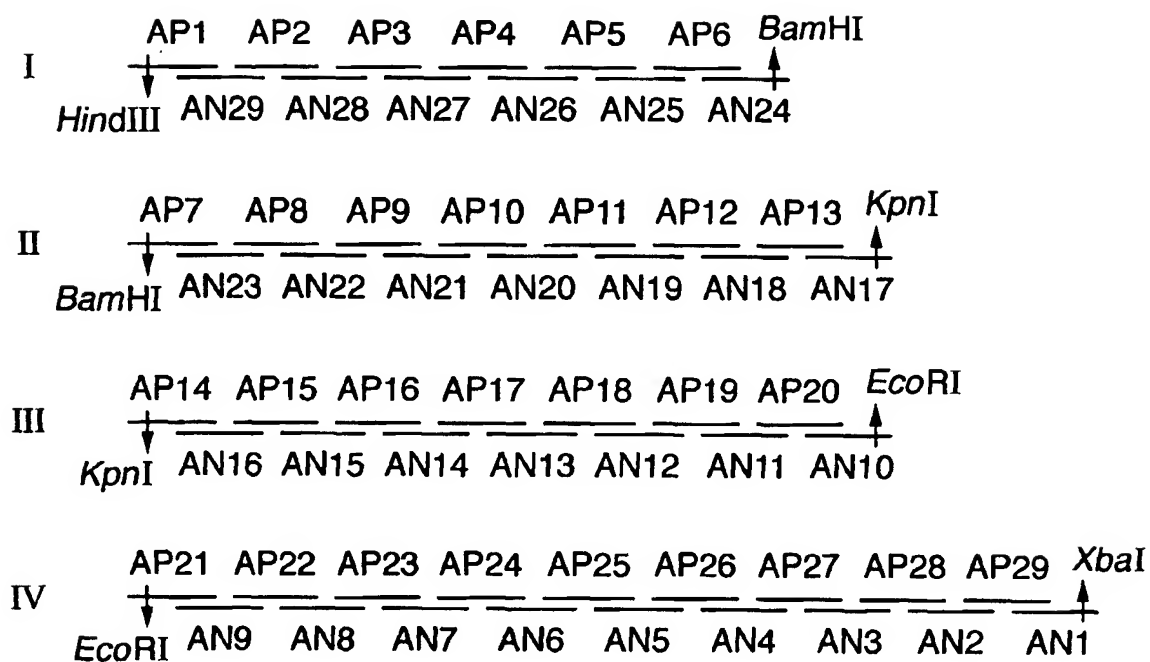 AP1 AP2 AP3 AP4 AP5 AP6 BamHI
I
HindIII AN29 AN28 AN27 AN26 AN25 AN24
AP7 AP8 AP9 AP10 AP11 AP12 AP13 KpnI
II
BamHI AN23 AN22 AN21 AN20 AN19 AN18 AN17
AP14 AP15 AP16 AP17 AP18 AP19 AP20 EcoRI
III
KpnI AN16 AN15 AN14 AN13 AN12 AN11 AN10
AP21 AP22 AP23 AP24 AP25 AP26 AP27 AP28 AP29 XbaI
IV
EcoRI AN9 AN8 AN7 AN6 AN5 AN4 AN3 AN2 AN1